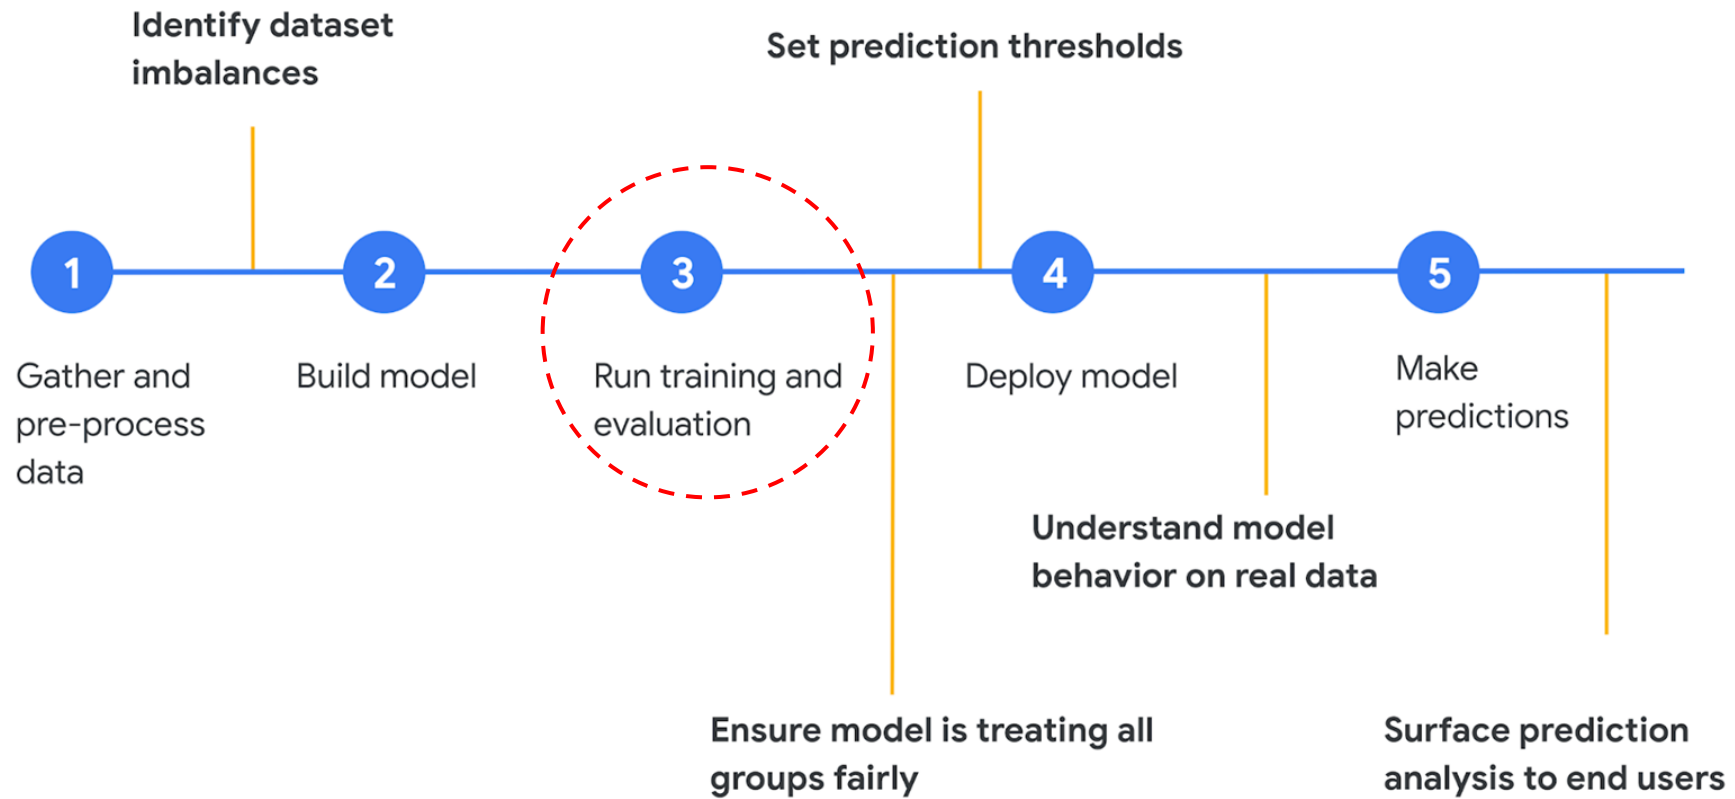 Identify dataset
imbalances
Set prediction thresholds
1
2
3
4
5
Gather and
pre-process
data
Build model
Run training and
evaluation
Deploy model
Make
predictions
Understand model
behavior on real data
Ensure model is treating all
groups fairly
Surface prediction
analysis to end users